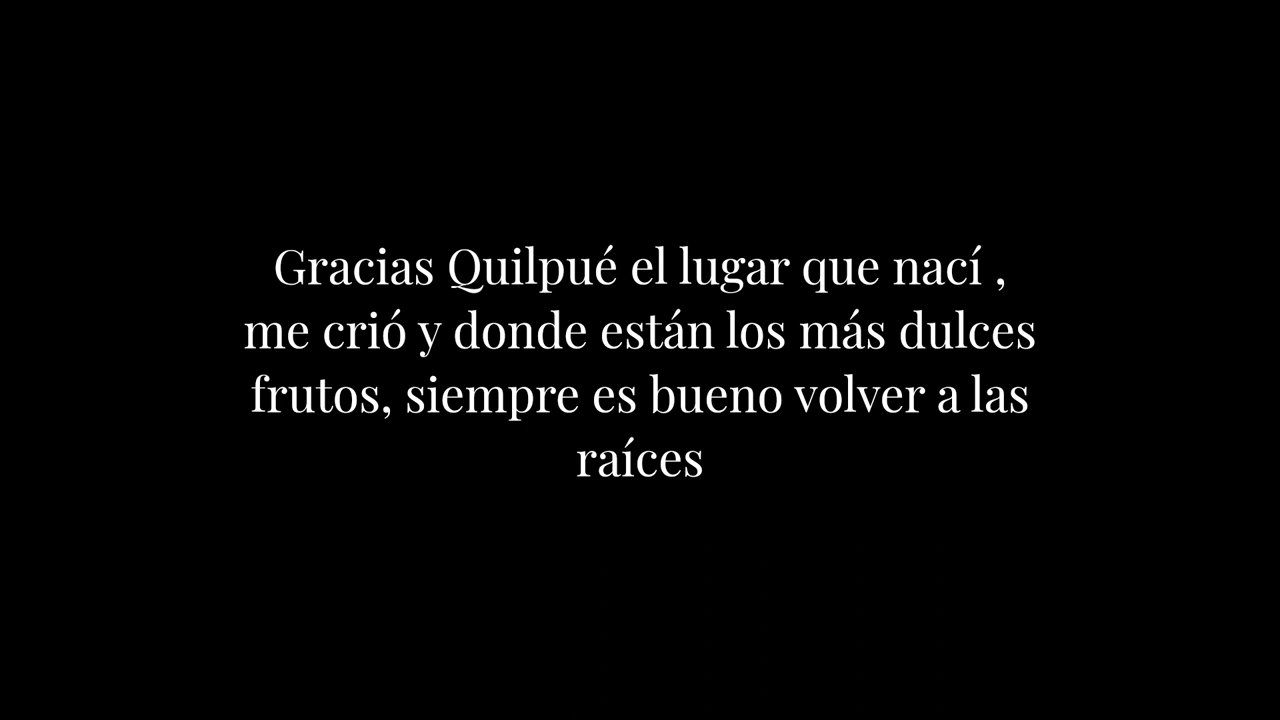 Gracias Quilpué el lugar que nací ,
me crió y donde están los más dulces
frutos, siempre es bueno volver a las
raíces